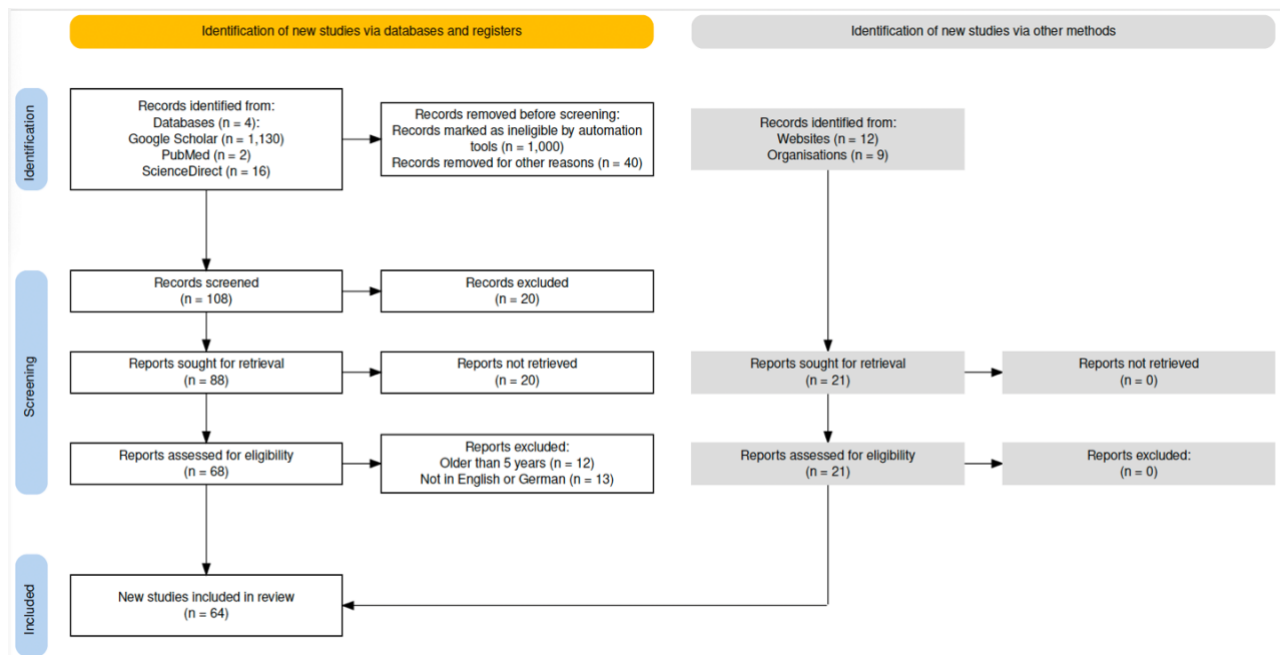 Identification of new studies via databases and registers
Identification of new studies via other methods
Identification
Records identified from:
Databases (n = 4):
Google Scholar (n = 1,130)
PubMed (n = 2)
ScienceDirect (n = 16)
Records removed before screening:
Records marked as ineligible by automation
tools (n = 1,000)
Records removed for other reasons (n = 40)
Records identified from:
Websites (n = 12)
Organisations (n = 9)
Screening
Records screened
(n = 108)
Records excluded
(n = 20)
Reports sought for retrieval
(n = 88)
Reports not retrieved
(n = 20)
Reports sought for retrieval
(n = 21)
Reports not retrieved
(n = 0)
Reports assessed for eligibility
(n = 68)
Reports excluded:
Older than 5 years (n = 12)
Not in English or German (n = 13)
Reports assessed for eligibility
(n = 21)
Reports excluded:
(n = 0)
Included
New studies included in review
(n = 64)